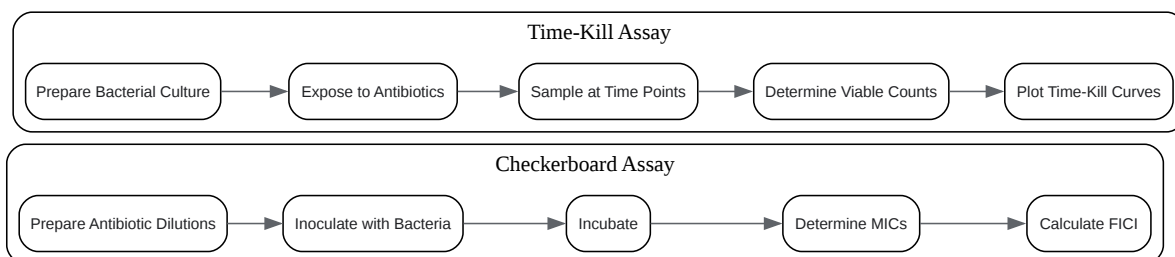 Time-Kill Assay
Prepare Bacterial Culture
Expose to Antibiotics
Sample at Time Points
Determine Viable Counts
Plot Time-Kill Curves
Checkerboard Assay
Prepare Antibiotic Dilutions
Inoculate with Bacteria
Incubate
Determine MICs
Calculate FICI